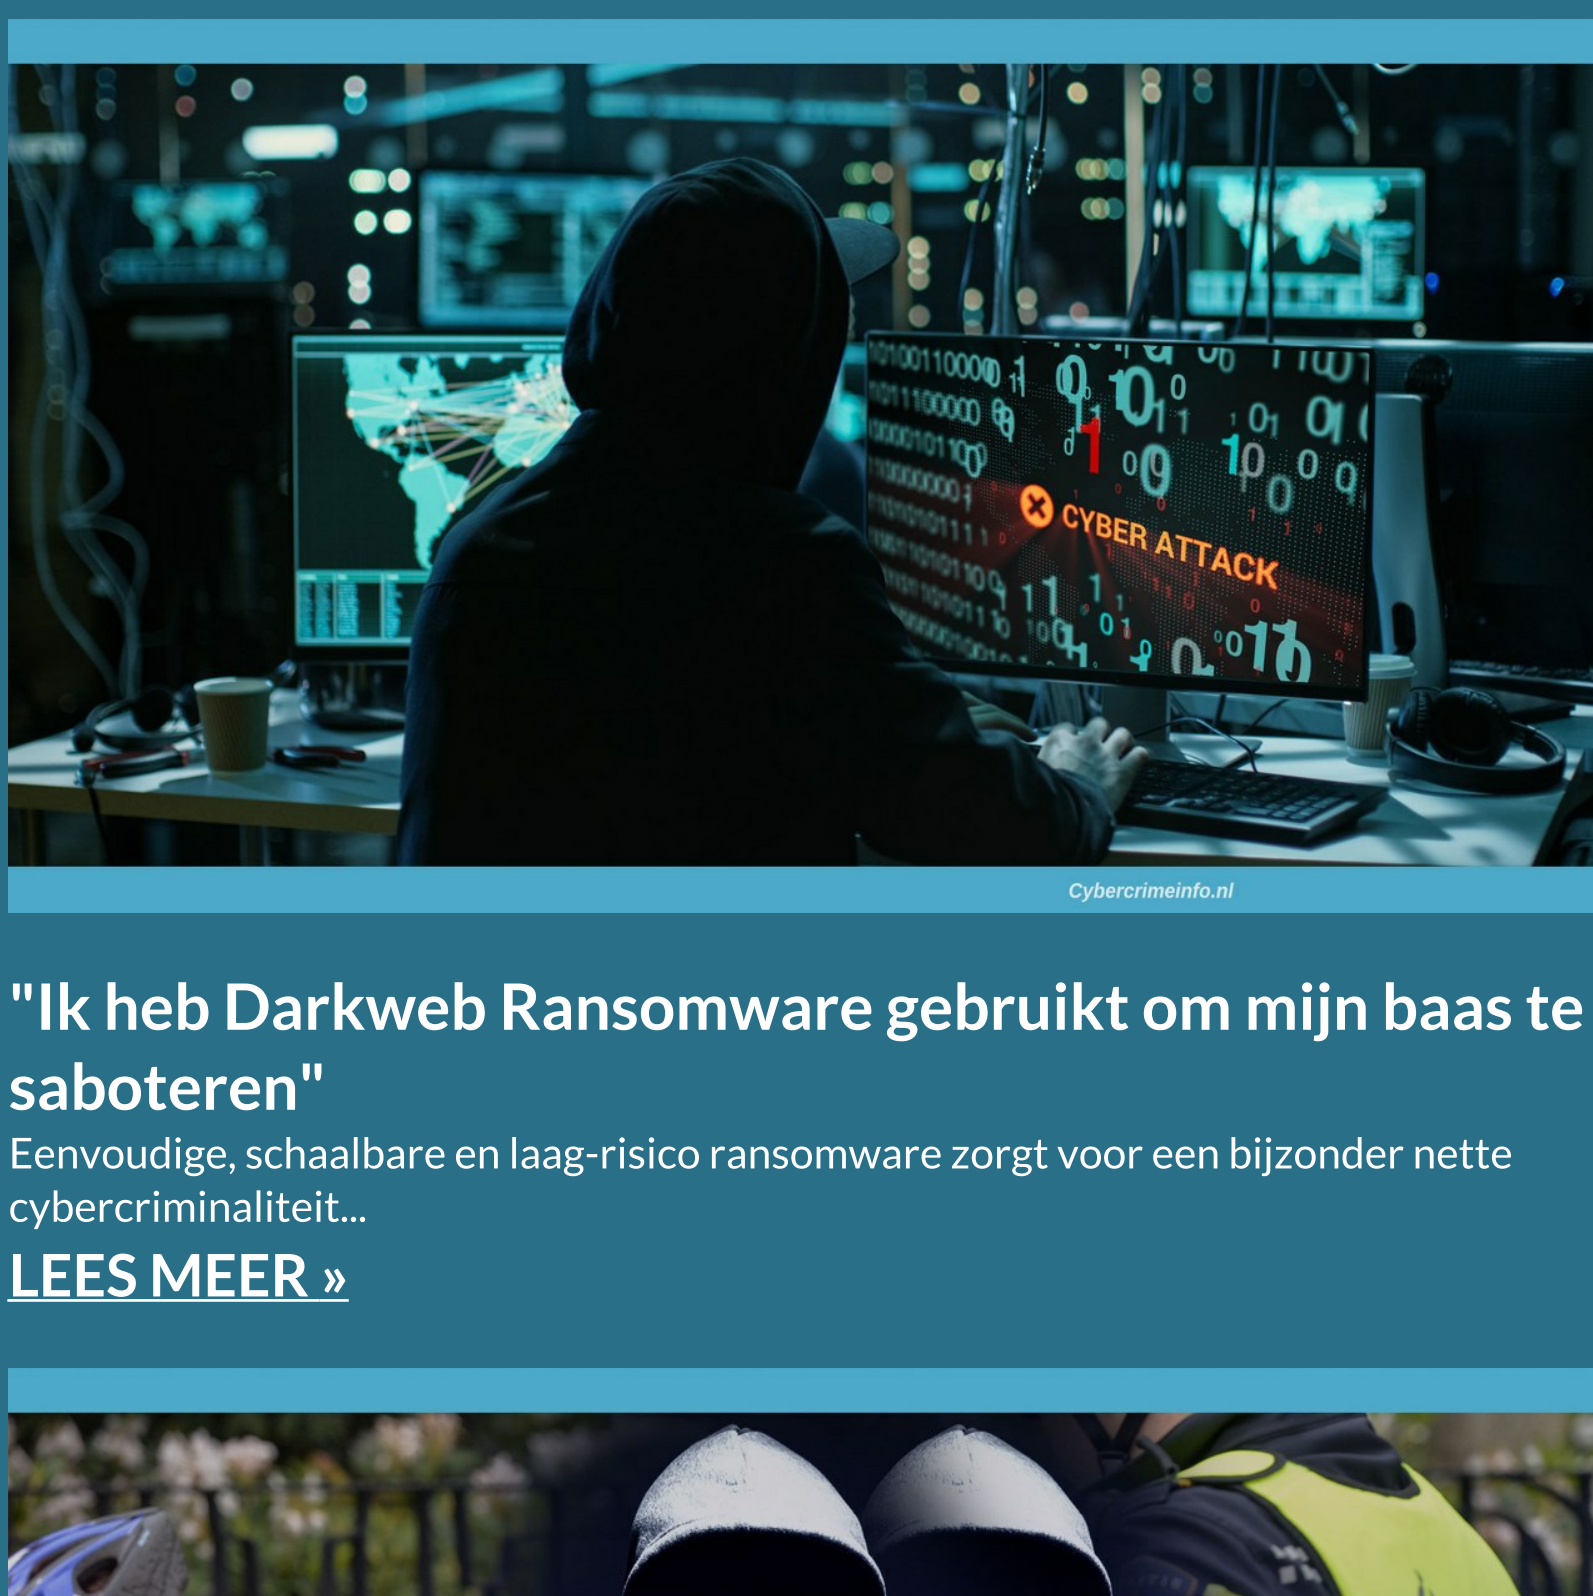 CYBER ATTACK
Cybercrimeinfo.nl
"Ik heb Darkweb Ransomware gebruikt om mijn baas te
saboteren"
Eenvoudige, schaalbare en laag-risico ransomware zorgt voor een bijzonder nette
cybercriminaliteit...
LEES MEER »